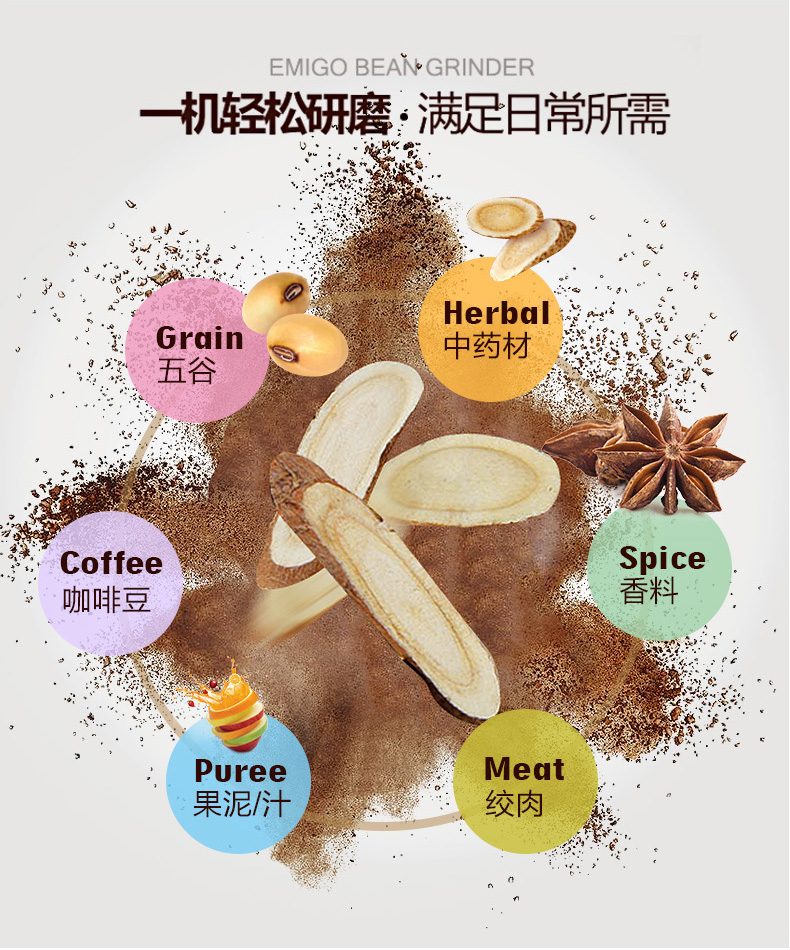 EMIGO BEAN GRINDER
一机轻松研磨·满足日常所需
Grain
五谷
Herbal
中药材
Coffee
咖啡豆
Spice
香料
Puree
果泥/汁
Meat
绞肉